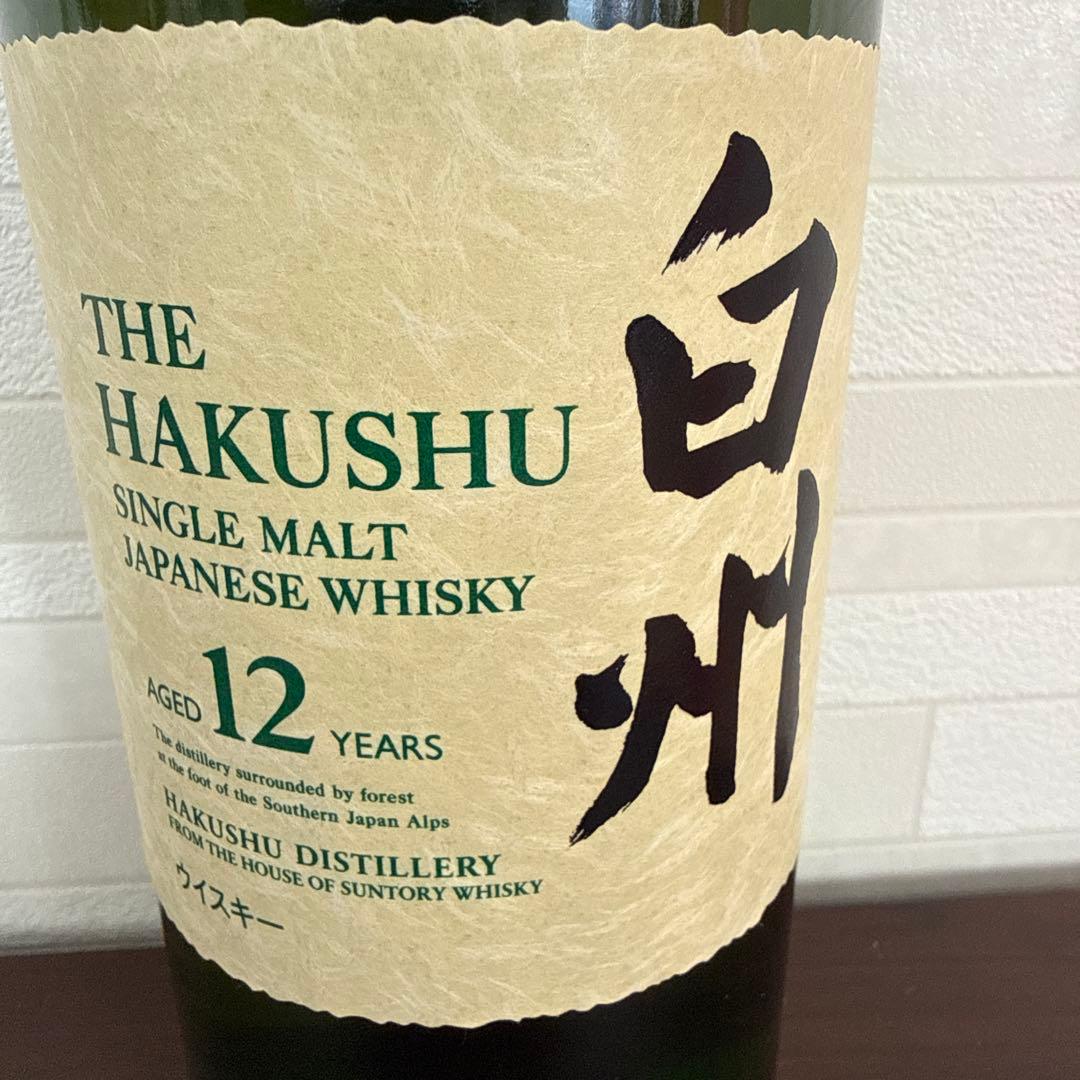 THE
HAKUSHU
SINGLE MALT
JAPANESE WHISKY
AGED 12 YEARS
The distillery surrounded by forest
at the foot of the Southern Japan Alps
HAKUSHU DISTILLERY
FROM THE HOUSE OF SUNTORY WHISKY
ウイスキー
白州